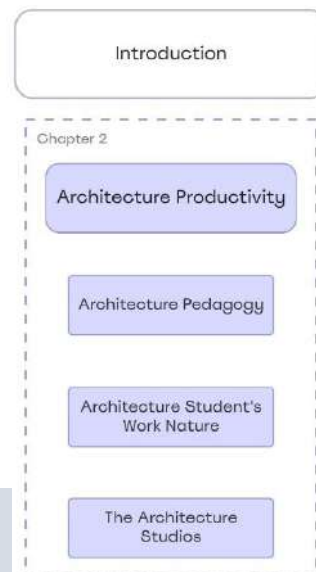 Introduction
Chapter 2
Architecture Productivity
Architecture Pedagogy
Architecture Student's
Work Nature
The Architecture
Studios